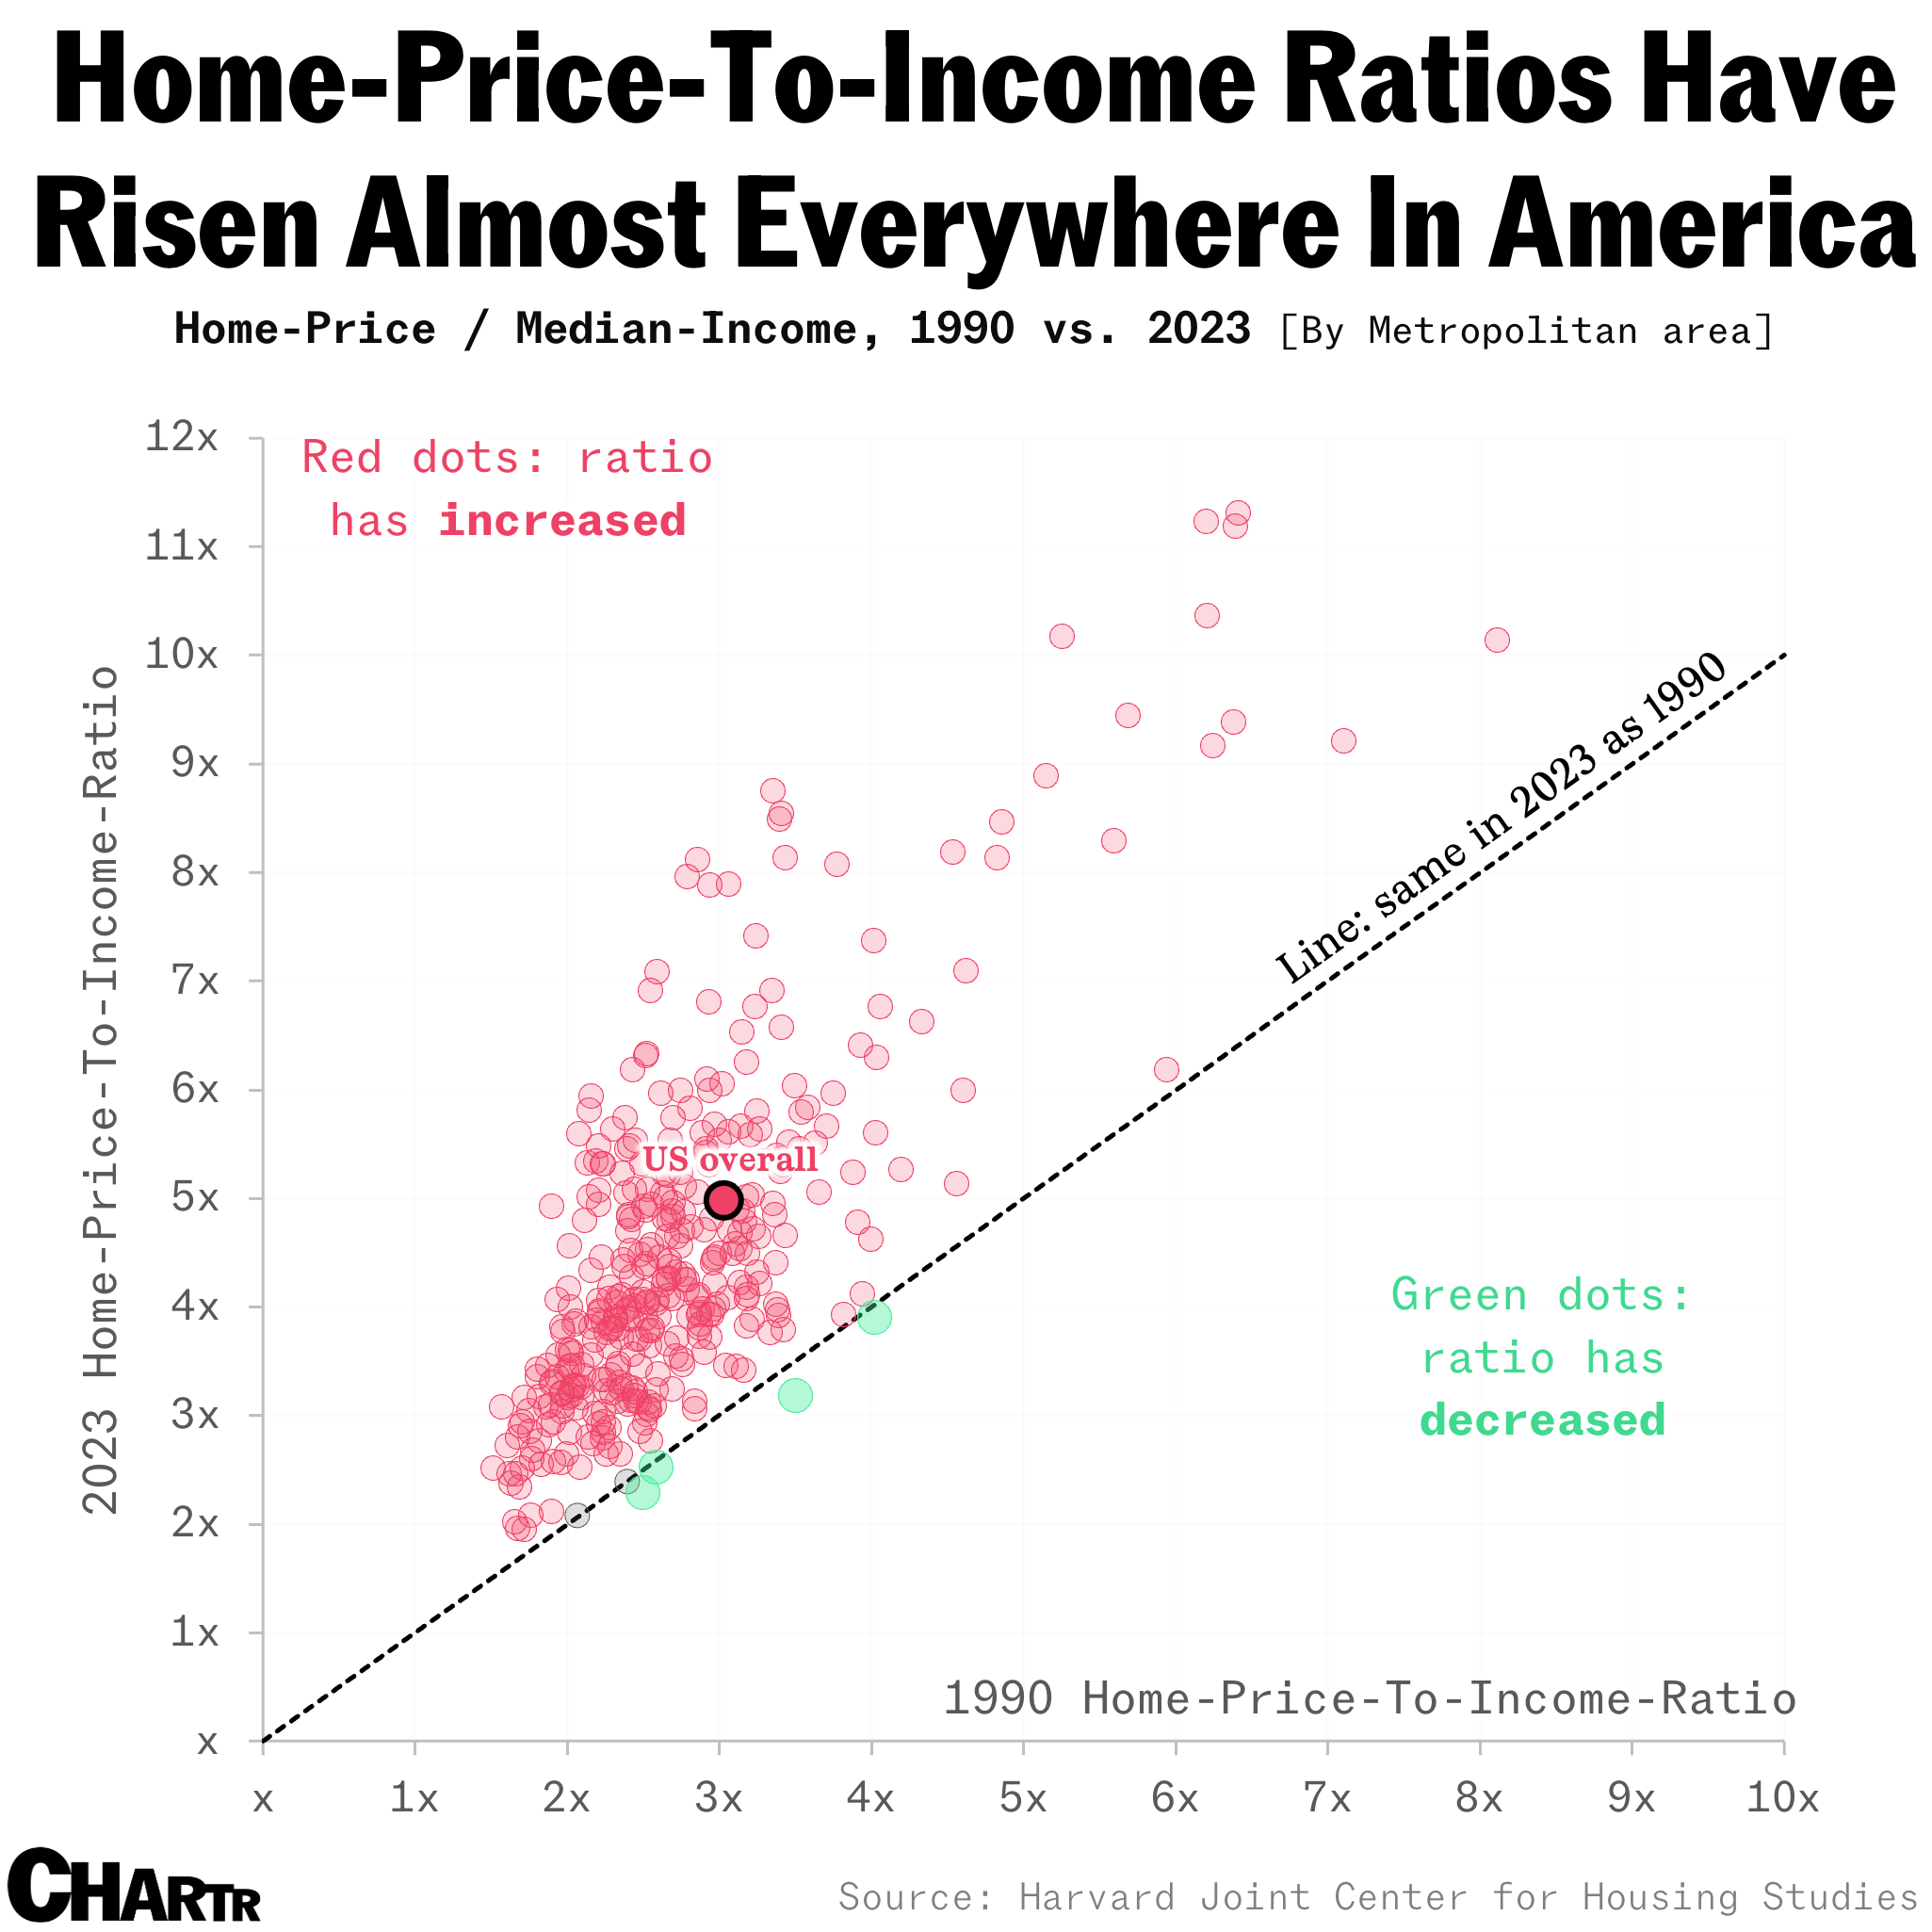 Home-Price-To-Income Ratios Have
Risen Almost Everywhere In America
Home-Price / Median-Income, 1990 vs. 2023 [By Metropolitan area]
12x
Red dots: ratio
has increased
11x
10x
9x
8x
7x
6x
5x
4x
3x
2x
1x
x
2023 Home-Price-To-Income-Ratio
Line: same in 2023 as 1990
US overall
Green dots:
ratio has
decreased
1990 Home-Price-To-Income-Ratio
x 1x 2x 3x 4x 5x 6x 7x 8x 9x 10x
CHARTR
Source: Harvard Joint Center for Housing Studies